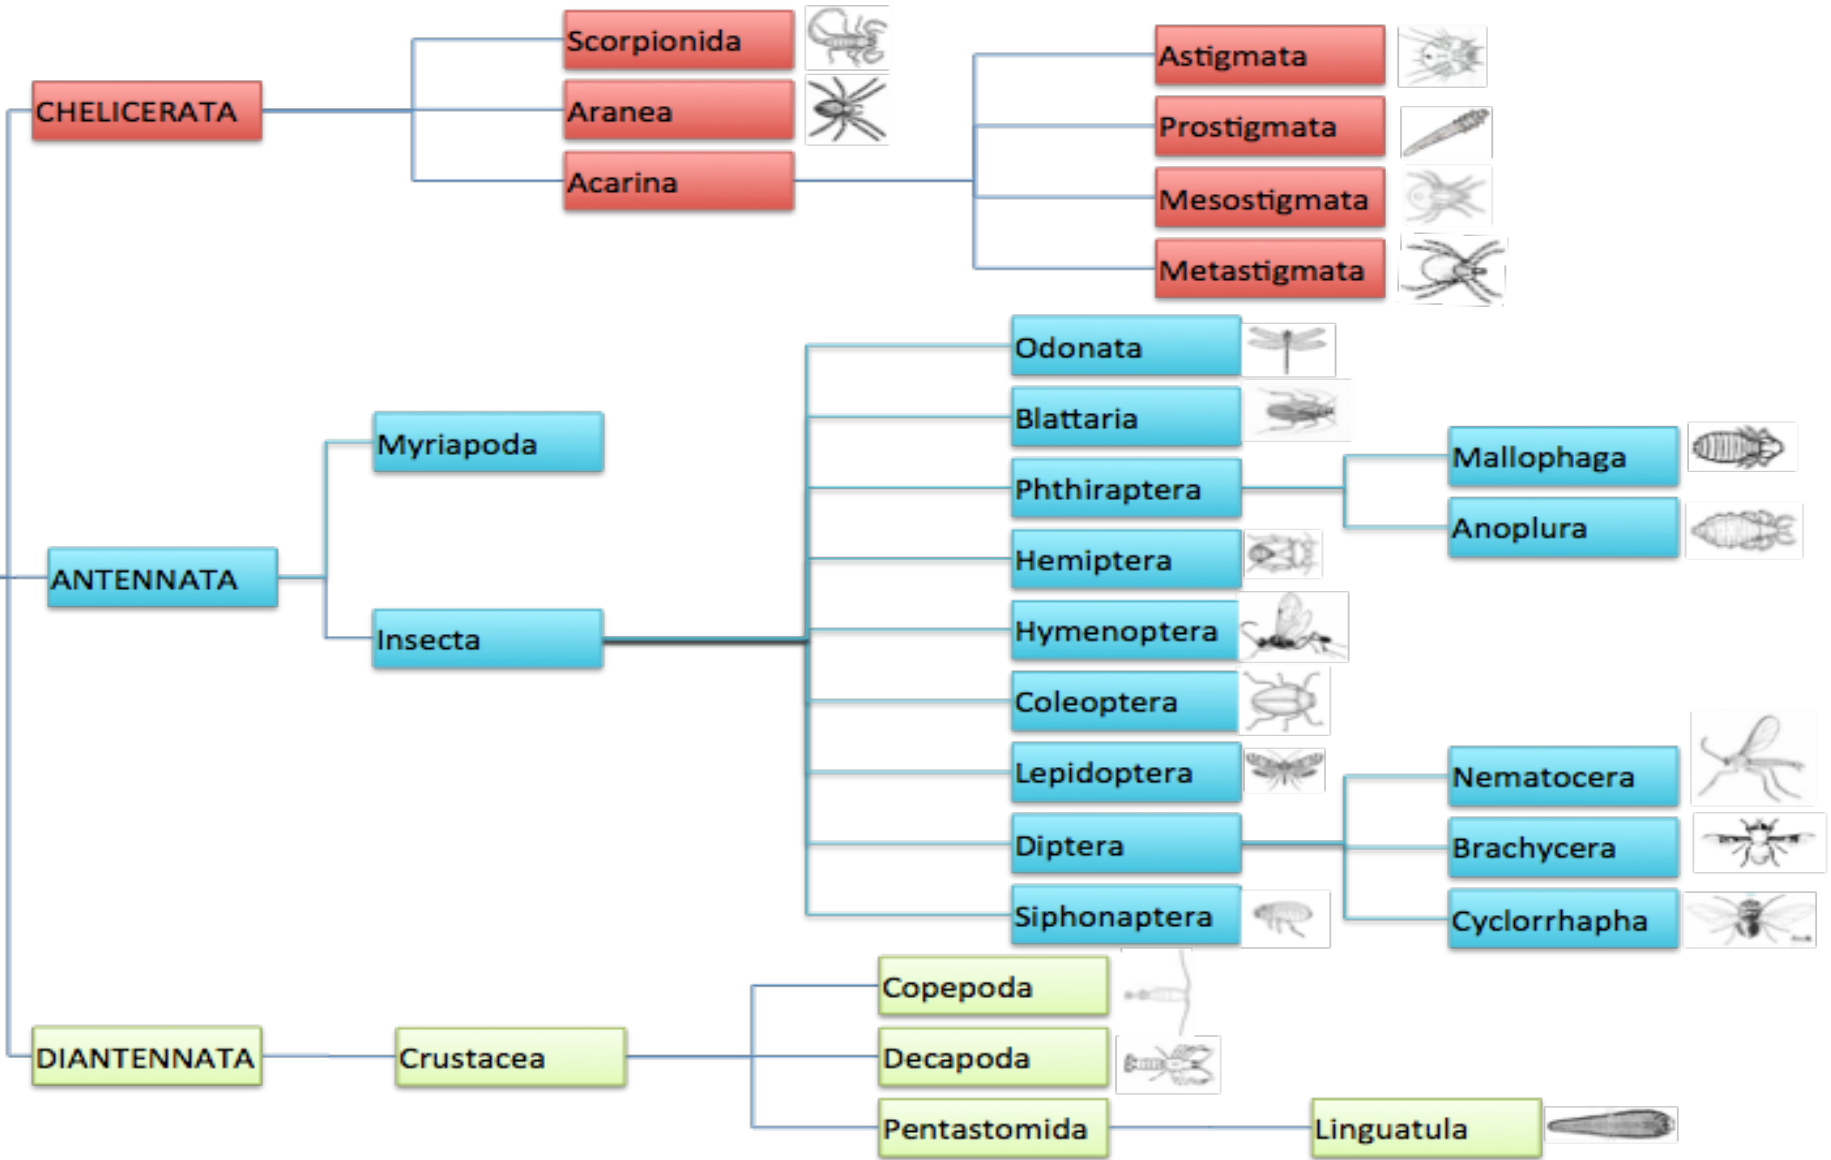 CHELICERATA
Scorpionida
Aranea
Acarina
Astigmata
Prostigmata
Mesostigmata
Metastigmata
ANTENNATA
Myriapoda
Insecta
Odonata
Blattaria
Phthiraptera
Mallophaga
Anoplura
Hemiptera
Hymenoptera
Coleoptera
Lepidoptera
Diptera
Nematocera
Brachycera
Cyclorrhapha
Siphonaptera
DIANTENNATA
Crustacea
Copepoda
Decapoda
Pentastomida
Linguatula